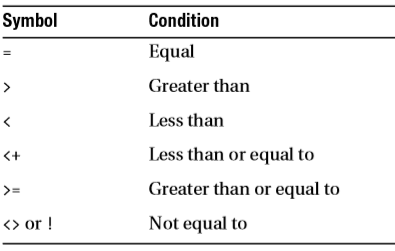 Symbol Condition
= Equal
> Greater than
< Less than
<+ Less than or equal to
>= Greater than or equal to
<> or ! Not equal to